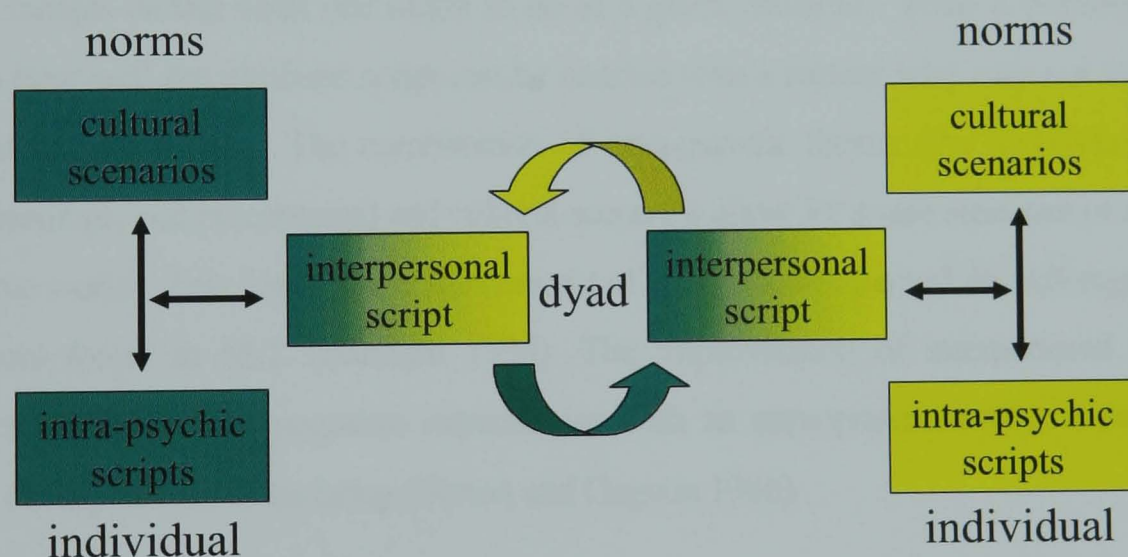 norms
norms
cultural
scenarios
cultural
scenarios
interpersonal
script
dyad
interpersonal
script
intra-psychic
scripts
intra-psychic
scripts
individual
individual